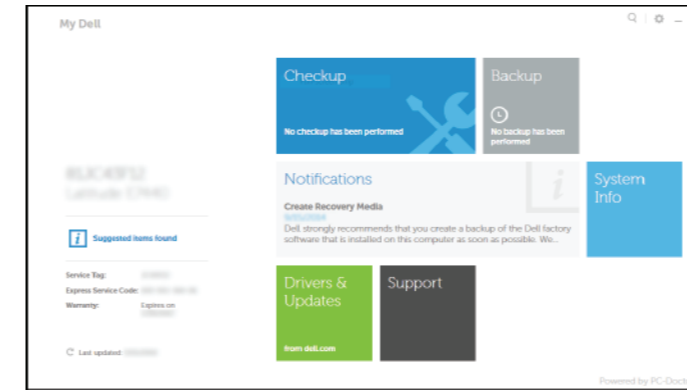 My Dell
Checkup
No checkup has been performed
Backup
No backup has been
performed
Notifications
Create Recovery Media
Dell strongly recommends that you create a backup of the Dell factory
software that is installed on this computer as soon as possible. We...
System
Info
Suggested items found
Service Tag:
Express Service Code:
Warranty: Expires on
Drivers &
Updates
from dell.com
Support
Last updated
Powered by PC-Doct